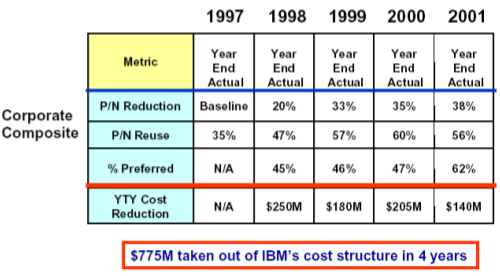 1997 1998 1999 2000 2001
Metric Year End Actual Year End Actual Year End Actual Year End Actual Year End Actual
Corporate Composite
P/N Reduction Baseline 20% 33% 35% 38%
P/N Reuse 35% 47% 57% 60% 56%
% Preferred N/A 45% 46% 47% 62%
YTY Cost Reduction N/A $250M $180M $205M $140M
$775M taken out of IBM's cost structure in 4 years